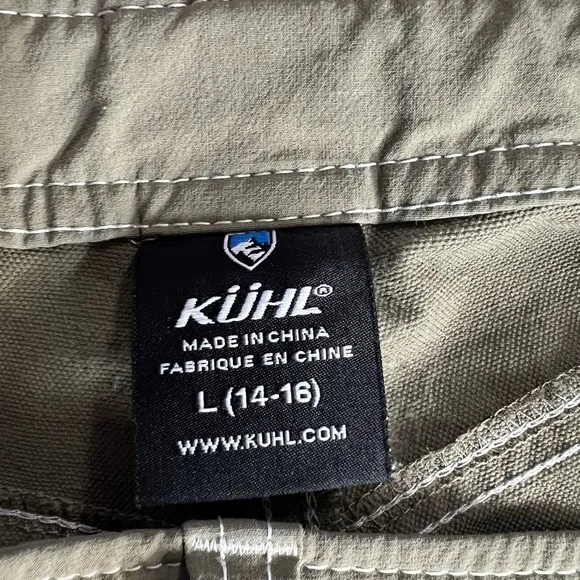 KÜHL®
MADE IN CHINA
FABRIQUE EN CHINE
L (14-16)
WWW.KUHL.COM